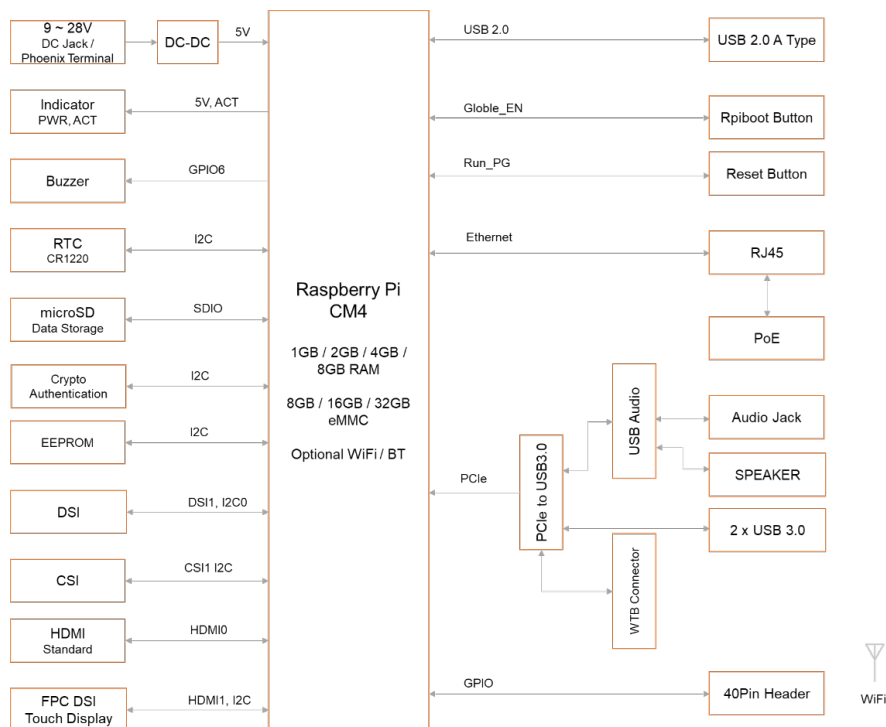 9 ~ 28V
DC Jack /
Phoenix Terminal
DC-DC
5V
Indicator
PWR, ACT
5V, ACT
Buzzer
GPIO6
RTC
CR1220
I2C
microSD
Data Storage
SDIO
Crypto
Authentication
I2C
EEPROM
I2C
DSI
DSI1, I2C0
CSI
CSI1 I2C
HDMI
Standard
HDMI0
FPC DSI
Touch Display
HDMI1, I2C
Raspberry Pi
CM4
1GB / 2GB / 4GB /
8GB RAM
8GB / 16GB / 32GB
eMMC
Optional WiFi / BT
USB 2.0
USB 2.0 A Type
Globle_EN
Rpiboot Button
Run_PG
Reset Button
Ethernet
RJ45
PoE
PCIe
PCIe to USB3.0
USB Audio
Audio Jack
SPEAKER
2 x USB 3.0
WTB Connector
GPIO
40Pin Header
WiFi